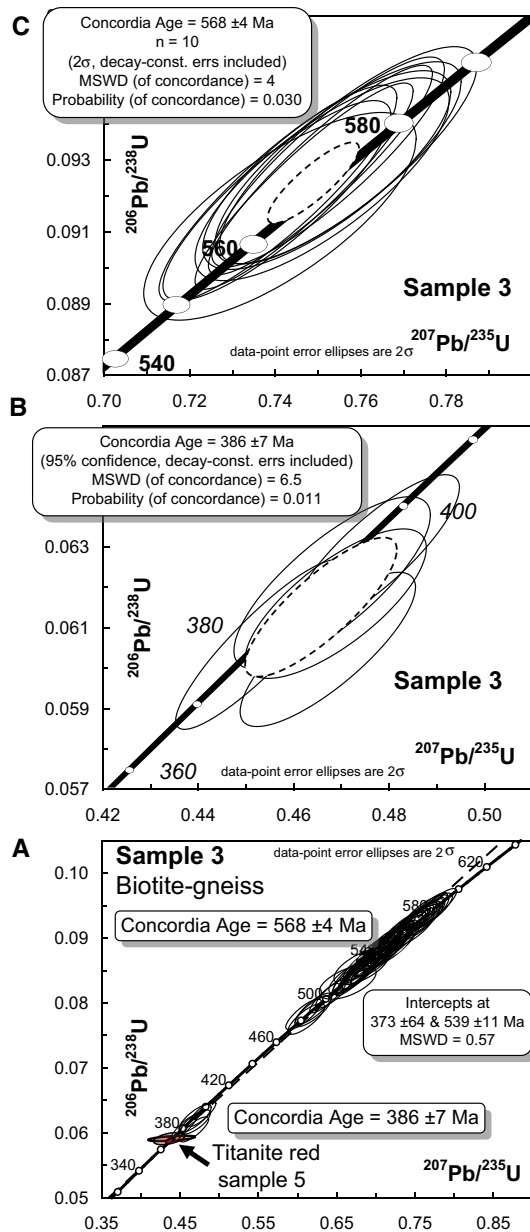 C
Concordia Age = 568 ±4 Ma
n = 10
(2σ, decay-const. errs included)
MSWD (of concordance) = 4
Probability (of concordance) = 0.030
206Pb/238U
0.093
0.091
0.089
0.087
580
560
540
Sample 3
207Pb/235U
data-point error ellipses are 2σ
0.70
0.72
0.74
0.76
0.78
B
Concordia Age = 386 ±7 Ma
(95% confidence, decay-const. errs included)
MSWD (of concordance) = 6.5
Probability (of concordance) = 0.011
206Pb/238U
0.063
0.061
0.059
0.057
400
380
360
Sample 3
207Pb/235U
data-point error ellipses are 2σ
0.42
0.44
0.46
0.48
0.50
A
Sample 3
Biotite-gneiss
data-point error ellipses are 2σ
Concordia Age = 568 ±4 Ma
Intercepts at
373 ±64 & 539 ±11 Ma
MSWD = 0.57
Concordia Age = 386 ±7 Ma
Titanite red
sample 5
206Pb/238U
0.10
0.09
0.08
0.07
0.06
0.05
620
580
500
460
420
380
340
207Pb/235U
0.35
0.45
0.55
0.65
0.75
0.85